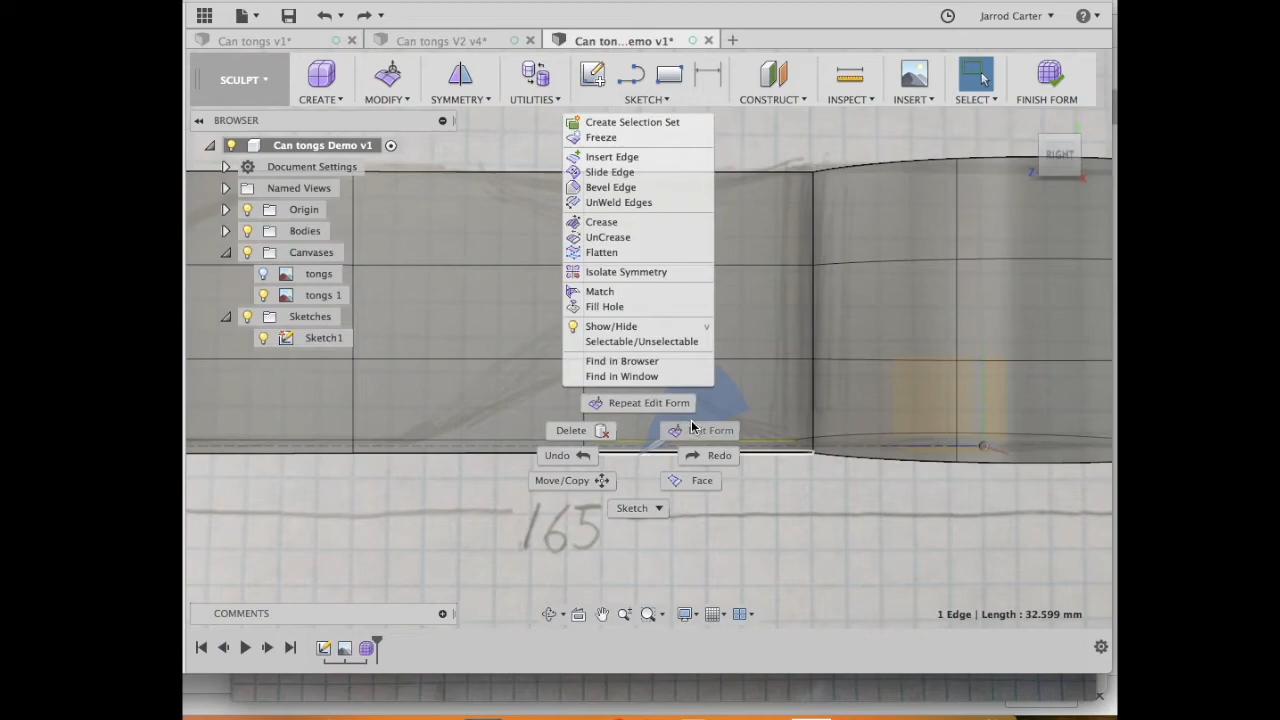 Jarrod Carter
Can tongs v1*
Can tongs V2 v4*
Can ton...emo v1*
SCULPT
CREATE
MODIFY
SYMMETRY
UTILITIES
SKETCH
CONSTRUCT
INSPECT
INSERT
SELECT
FINISH FORM
BROWSER
Can tongs Demo v1
Document Settings
Named Views
Origin
Bodies
Canvases
tongs
tongs 1
Sketches
Sketch1
Create Selection Set
Freeze
Insert Edge
Slide Edge
Bevel Edge
UnWeld Edges
Crease
UnCrease
Flatten
Isolate Symmetry
Match
Fill Hole
Show/Hide v
Selectable/Unselectable
Find in Browser
Find in Window
Repeat Edit Form
Delete
Edit Form
Undo
Redo
Move/Copy
Face
Sketch
RIGHT
Z
X
165
COMMENTS
1 Edge | Length : 32.599 mm